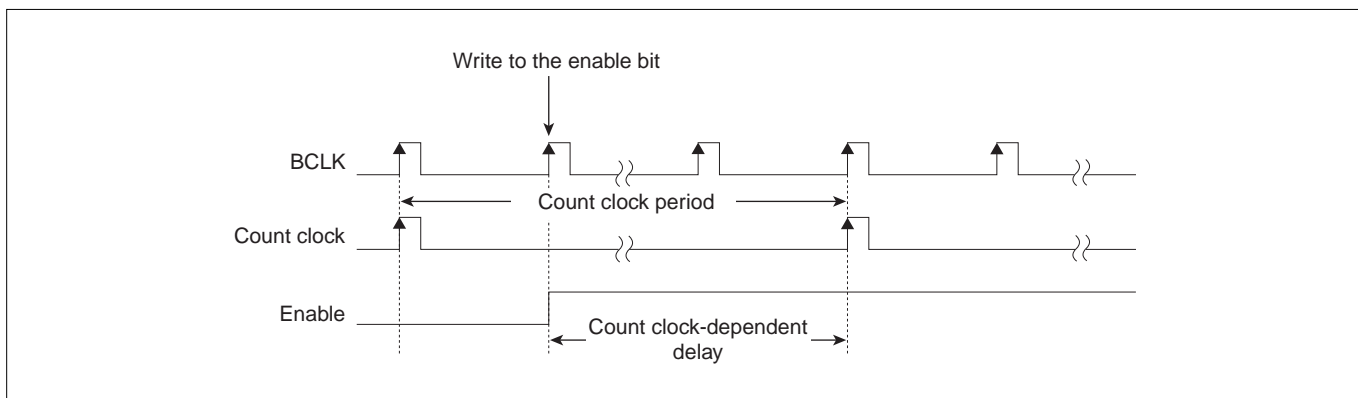 Write to the enable bit
BCLK
Count clock period
Count clock
Enable
Count clock-dependent
delay